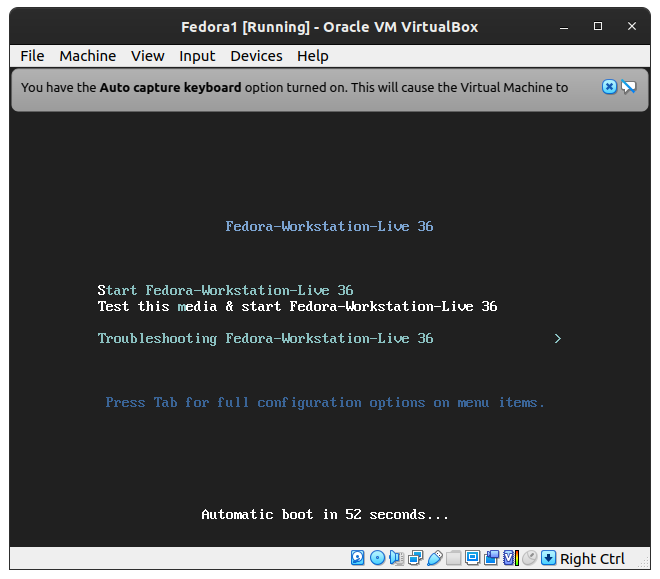 Fedora1 [Running] - Oracle VM VirtualBox
File Machine View Input Devices Help
You have the Auto capture keyboard option turned on. This will cause the Virtual Machine to
Fedora-Workstation-Live 36
Start Fedora-Workstation-Live 36
Test this media & start Fedora-Workstation-Live 36
Troubleshooting Fedora-Workstation-Live 36 >
Press Tab for full configuration options on menu items.
Automatic boot in 52 seconds...
Right Ctrl